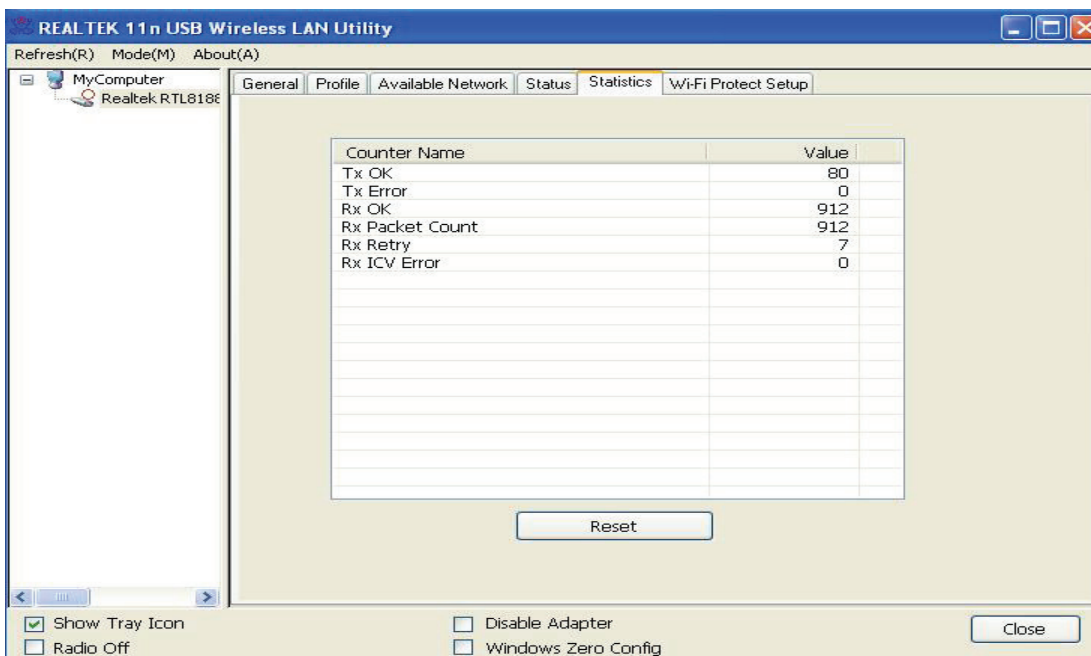 REALTEK 11n USB Wireless LAN Utility
Refresh(R) Mode(M) About(A)
MyComputer
Realtek RTL8188
General Profile Available Network Status Statistics Wi-Fi Protect Setup
Counter Name Value
Tx OK 80
Tx Error 0
Rx OK 912
Rx Packet Count 912
Rx Retry 7
Rx ICV Error 0
Reset
Show Tray Icon Disable Adapter
Radio Off Windows Zero Config
Close